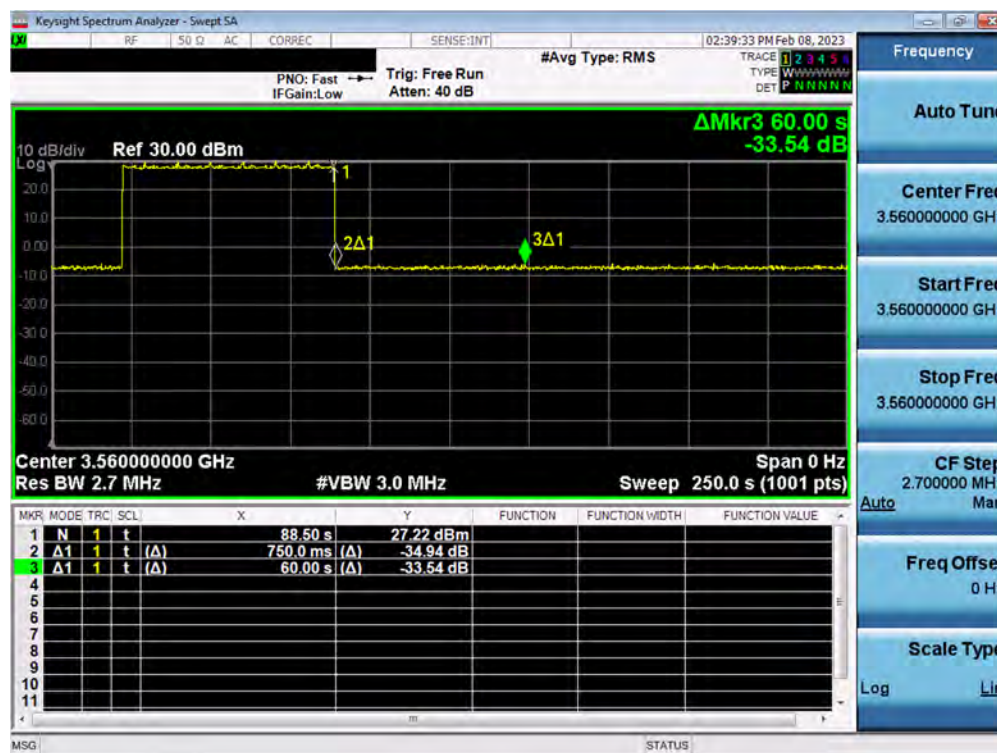 Keysight Spectrum Analyzer - Swept SA
LXI RF 50 Ω AC CORREC SENSE:INT 02:39:33 PM Feb 08, 2023
#Avg Type: RMS TRACE 1 2 3 4 5 6
PNO: Fast Trig: Free Run TYPE W
IFGain:Low Atten: 40 dB DET P N N N N N
ΔMkr3 60.00 s
-33.54 dB
10 dB/div Ref 30.00 dBm
Log
20.0
10.0
0.00
-10.0
-20.0
-30.0
-40.0
-50.0
-60.0
1
2Δ1
3Δ1
Center 3.560000000 GHz Span 0 Hz
Res BW 2.7 MHz #VBW 3.0 MHz Sweep 250.0 s (1001 pts)
MKR MODE TRC SCL X Y FUNCTION FUNCTION WIDTH FUNCTION VALUE
1 N 1 t 88.50 s 27.22 dBm
2 Δ1 1 t (Δ) 750.0 ms (Δ) -34.94 dB
3 Δ1 1 t (Δ) 60.00 s (Δ) -33.54 dB
4
5
6
7
8
9
10
11
MSG STATUS
Frequency
Auto Tun
Center Fre
3.560000000 GH
Start Fre
3.560000000 GH
Stop Fre
3.560000000 GH
CF Step
2.700000 MH
Auto Ma
Freq Offse
0 H
Scale Type
Log Li